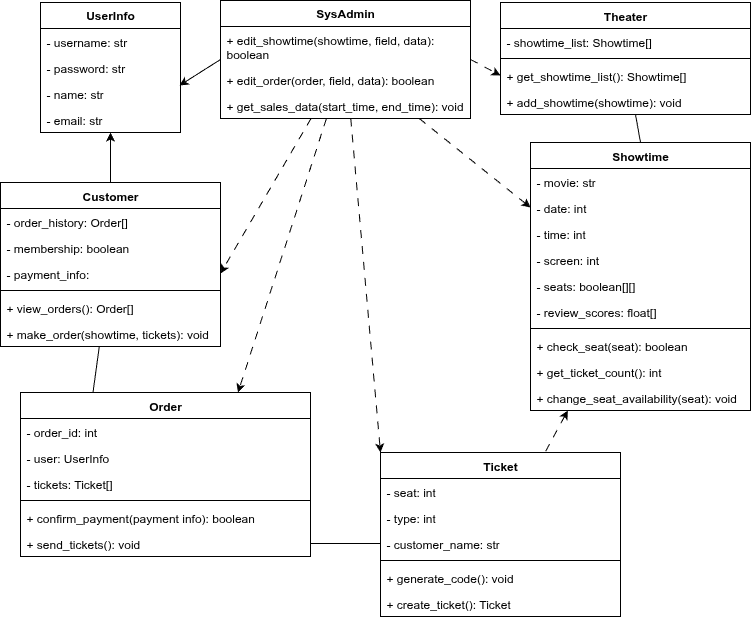 UserInfo
- username: str
- password: str
- name: str
- email: str
SysAdmin
+ edit_showtime(showtime, field, data):
boolean
+ edit_order(order, field, data): boolean
+ get_sales_data(start_time, end_time): void
Theater
- showtime_list: Showtime[]
+ get_showtime_list(): Showtime[]
+ add_showtime(showtime): void
Customer
- order_history: Order[]
- membership: boolean
- payment_info:
+ view_orders(): Order[]
+ make_order(showtime, tickets): void
Showtime
- movie: str
- date: int
- time: int
- screen: int
- seats: boolean[][]
- review_scores: float[]
+ check_seat(seat): boolean
+ get_ticket_count(): int
+ change_seat_availability(seat): void
Order
- order_id: int
- user: UserInfo
- tickets: Ticket[]
+ confirm_payment(payment info): boolean
+ send_tickets(): void
Ticket
- seat: int
- type: int
- customer_name: str
+ generate_code(): void
+ create_ticket(): Ticket